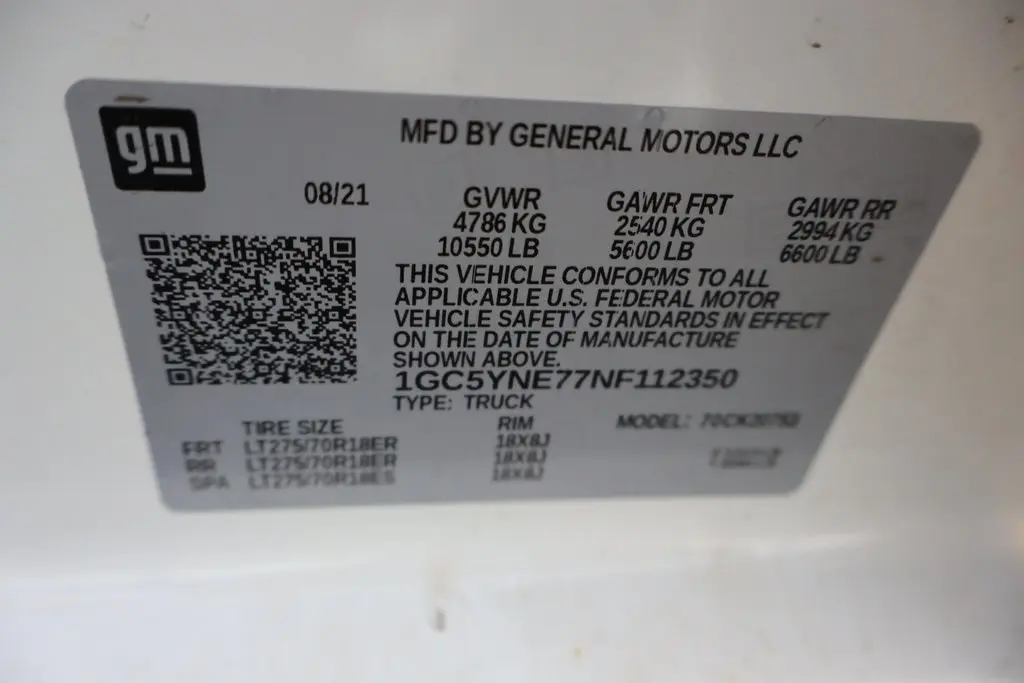 gm
MFD BY GENERAL MOTORS LLC
08/21 GVWR GAWR FRT GAWR RR
4786 KG 2540 KG 2994 KG
10550 LB 5600 LB 6600 LB
THIS VEHICLE CONFORMS TO ALL
APPLICABLE U.S. FEDERAL MOTOR
VEHICLE SAFETY STANDARDS IN EFFECT
ON THE DATE OF MANUFACTURE
SHOWN ABOVE.
1GC5YNE77NF112350
TYPE: TRUCK
TIRE SIZE RIM MODEL:
FRT LT275/70R18ER 18X8J
RR LT275/70R18ER 18X8J
SPA LT275/70R18ES 18X8J